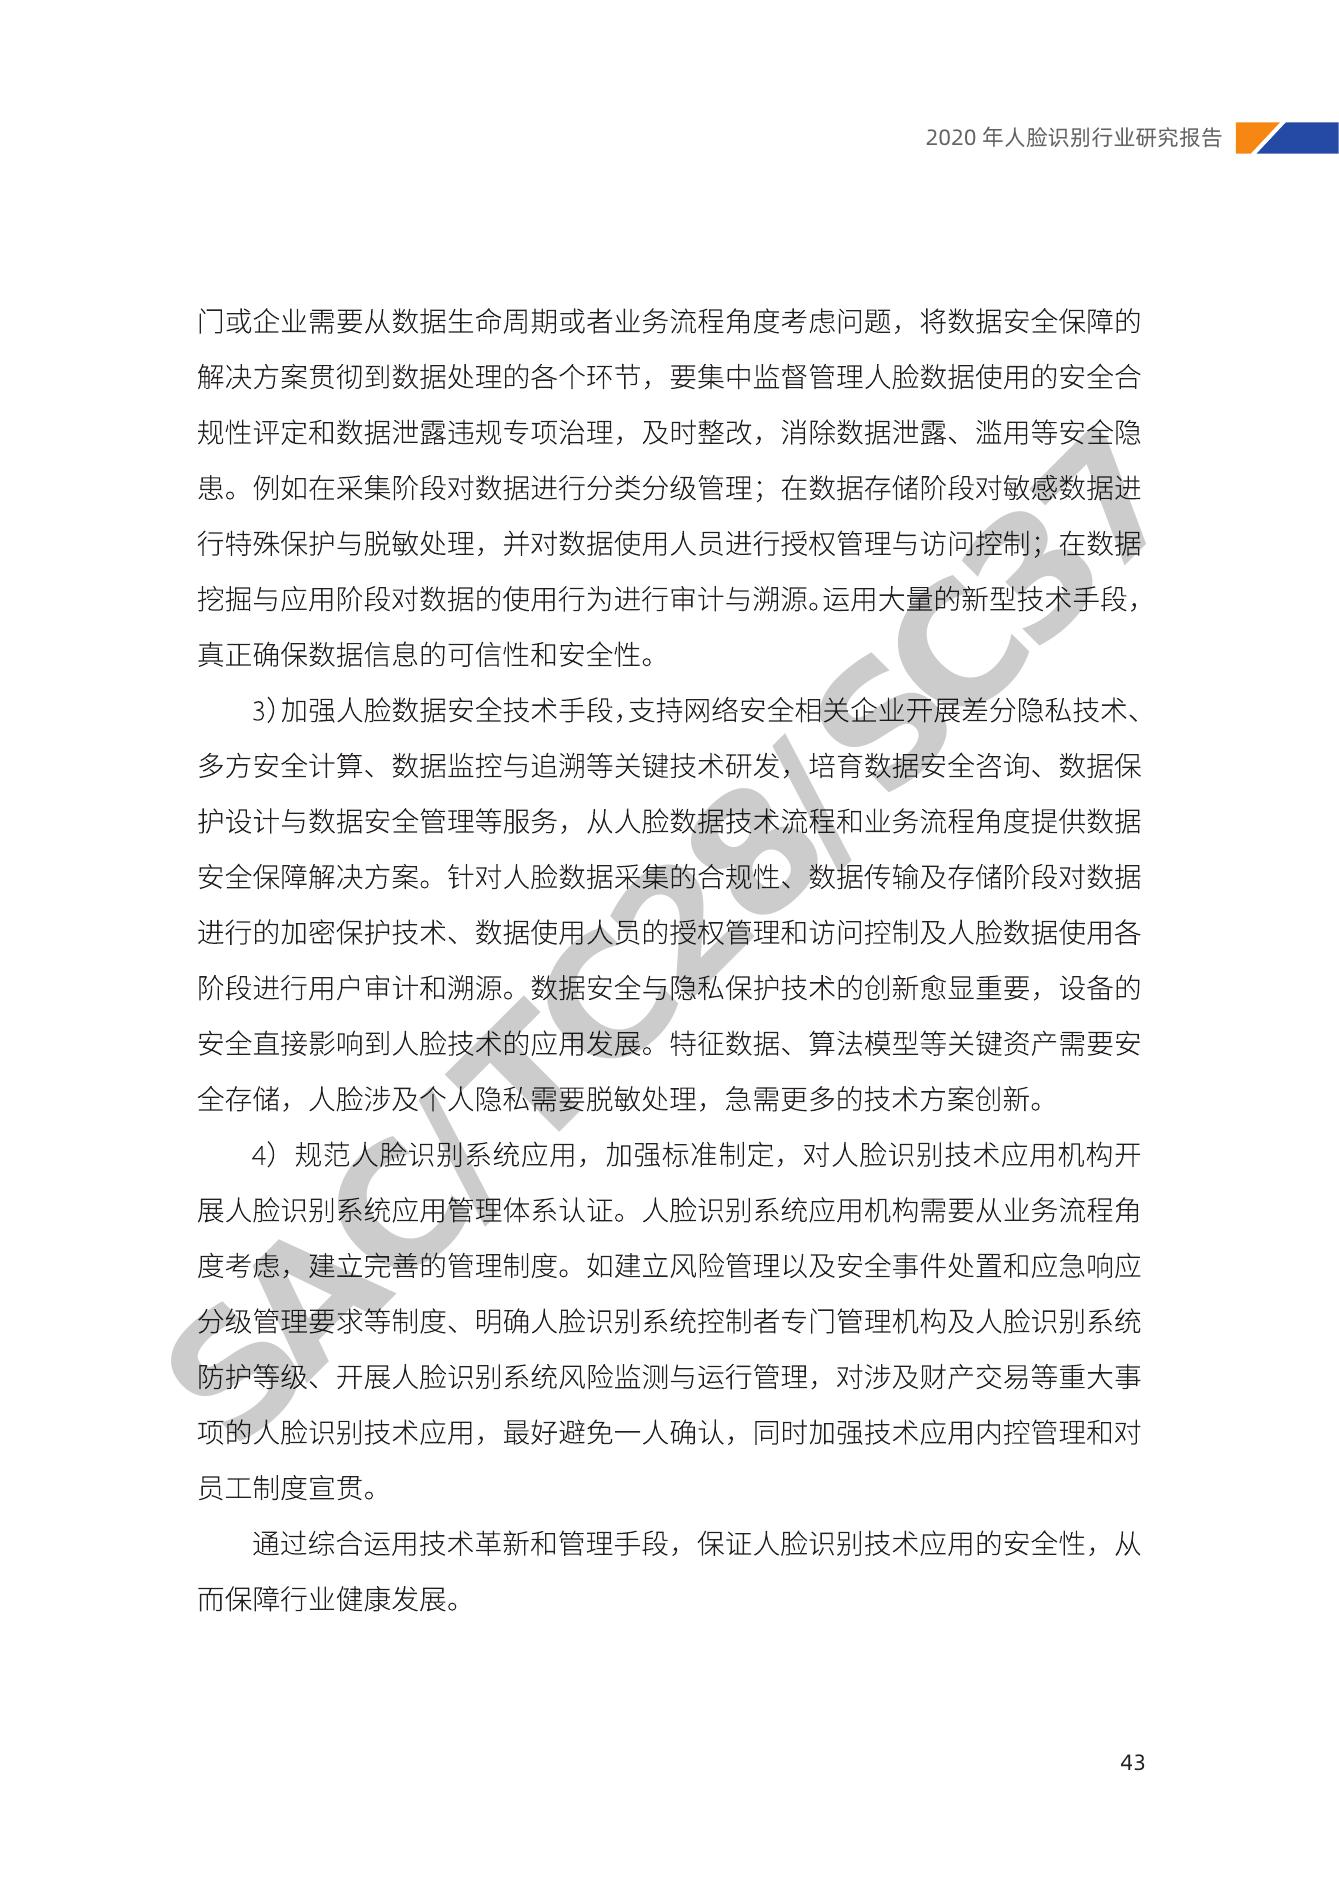 2020 年人脸识别行业研究报告
门或企业需要从数据生命周期或者业务流程角度考虑问题，将数据安全保障的
解决方案贯彻到数据处理的各个环节，要集中监督管理人脸数据使用的安全合
规性评定和数据泄露违规专项治理，及时整改，消除数据泄露、滥用等安全隐
患。例如在采集阶段对数据进行分类分级管理；在数据存储阶段对敏感数据进
行特殊保护与脱敏处理，并对数据使用人员进行授权管理与访问控制；在数据
挖掘与应用阶段对数据的使用行为进行审计与溯源。运用大量的新型技术手段，
真正确保数据信息的可信性和安全性。
3）加强人脸数据安全技术手段，支持网络安全相关企业开展差分隐私技术、
多方安全计算、数据监控与追溯等关键技术研发，培育数据安全咨询、数据保
护设计与数据安全管理等服务，从人脸数据技术流程和业务流程角度提供数据
安全保障解决方案。针对人脸数据采集的合规性、数据传输及存储阶段对数据
进行的加密保护技术、数据使用人员的授权管理和访问控制及人脸数据使用各
阶段进行用户审计和溯源。数据安全与隐私保护技术的创新愈显重要，设备的
安全直接影响到人脸技术的应用发展。特征数据、算法模型等关键资产需要安
全存储，人脸涉及个人隐私需要脱敏处理，急需更多的技术方案创新。
4） 规范人脸识别系统应用，加强标准制定，对人脸识别技术应用机构开
展人脸识别系统应用管理体系认证。人脸识别系统应用机构需要从业务流程角
度考虑，建立完善的管理制度。如建立风险管理以及安全事件处置和应急响应
分级管理要求等制度、明确人脸识别系统控制者专门管理机构及人脸识别系统
防护等级、开展人脸识别系统风险监测与运行管理，对涉及财产交易等重大事
项的人脸识别技术应用，最好避免一人确认，同时加强技术应用内控管理和对
员工制度宣贯。
通过综合运用技术革新和管理手段，保证人脸识别技术应用的安全性，从
而保障行业健康发展。
SAC/TC28/SC37
43